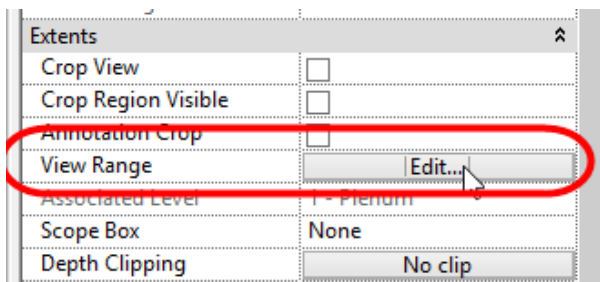 Extents
Crop View
Crop Region Visible
Annotation Crop
View Range Edit...
Associated Level 1 - Plenum
Scope Box None
Depth Clipping No clip